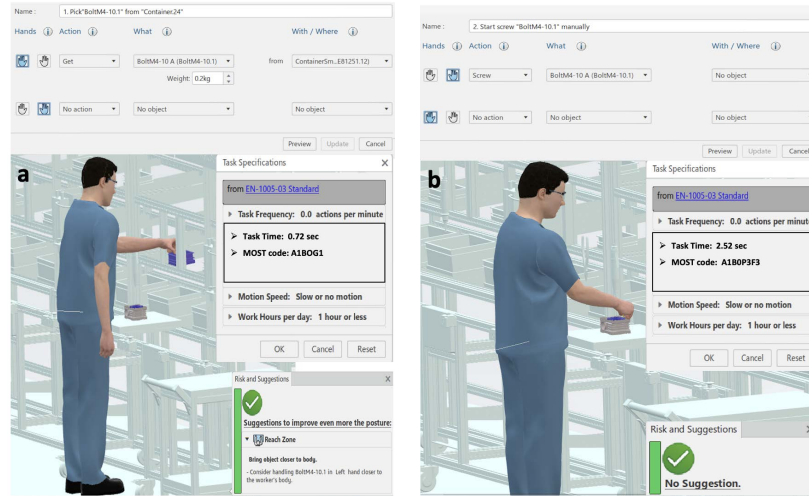 Name : 1. Pick"BoltM4-10.1" from "Container.24"
Hands Action What With / Where
Get BoltM4-10 A (BoltM4-10.1) from ContainerSm...E81251.12)
Weight: 0.2kg
No action No object No object
Preview Update Cancel
a
Task Specifications X
from EN-1005-03 Standard
Task Frequency: 0.0 actions per minute
Task Time: 0.72 sec
MOST code: A1BOG1
Motion Speed: Slow or no motion
Work Hours per day: 1 hour or less
OK Cancel Reset
Risk and Suggestions X
Suggestions to improve even more the posture:
Reach Zone
Bring object closer to body.
- Consider handling BoltM4-10.1 in Left hand closer to
the worker's body.
Name : 2. Start screw "BoltM4-10.1" manually
Hands Action What With / Where
Screw BoltM4-10 A (BoltM4-10.1) No object
No action No object No object
Preview Update Cancel
b
Task Specifications
from EN-1005-03 Standard
Task Frequency: 0.0 actions per minut
Task Time: 2.52 sec
MOST code: A1B0P3F3
Motion Speed: Slow or no motion
Work Hours per day: 1 hour or less
OK Cancel Reset
Risk and Suggestions
No Suggestion.